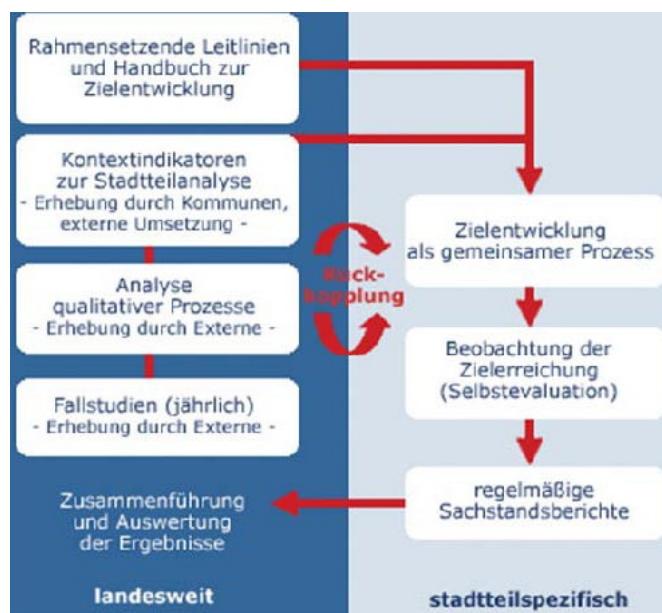 Rahmensetzende Leitlinien
und Handbuch zur
Zielentwicklung
Kontextindikatoren
zur Stadtteilanalyse
- Erhebung durch Kommunen,
externe Umsetzung -
Analyse
qualitativer Prozesse
- Erhebung durch Externe -
Fallstudien (jährlich)
- Erhebung durch Externe -
Zusammenführung
und Auswertung
der Ergebnisse
landesweit
Rück-
kopplung
Zielentwicklung
als gemeinsamer Prozess
Beobachtung der
Zielerreichung
(Selbstevaluation)
regelmäßige
Sachstandsberichte
stadtteilspezifisch